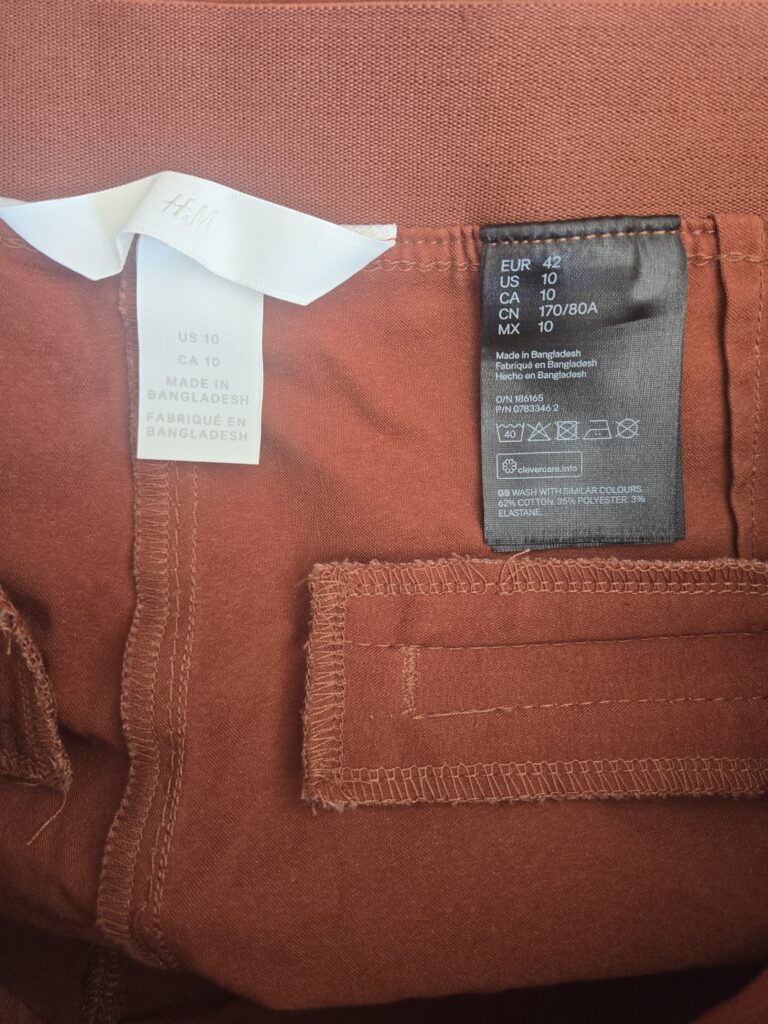 H&M
US 10
CA 10
MADE IN
BANGLADESH
FABRIQUÉ EN
BANGLADESH
EUR 42
US 10
CA 10
CN 170/80A
MX 10
Made in Bangladesh
Fabriqué en Bangladesh
Hecho en Bangladesh
O/N 186165
P/N 0783346 2
40
clevercare.info
GB WASH WITH SIMILAR COLOURS.
62% COTTON. 35% POLYESTER. 3%
ELASTANE.